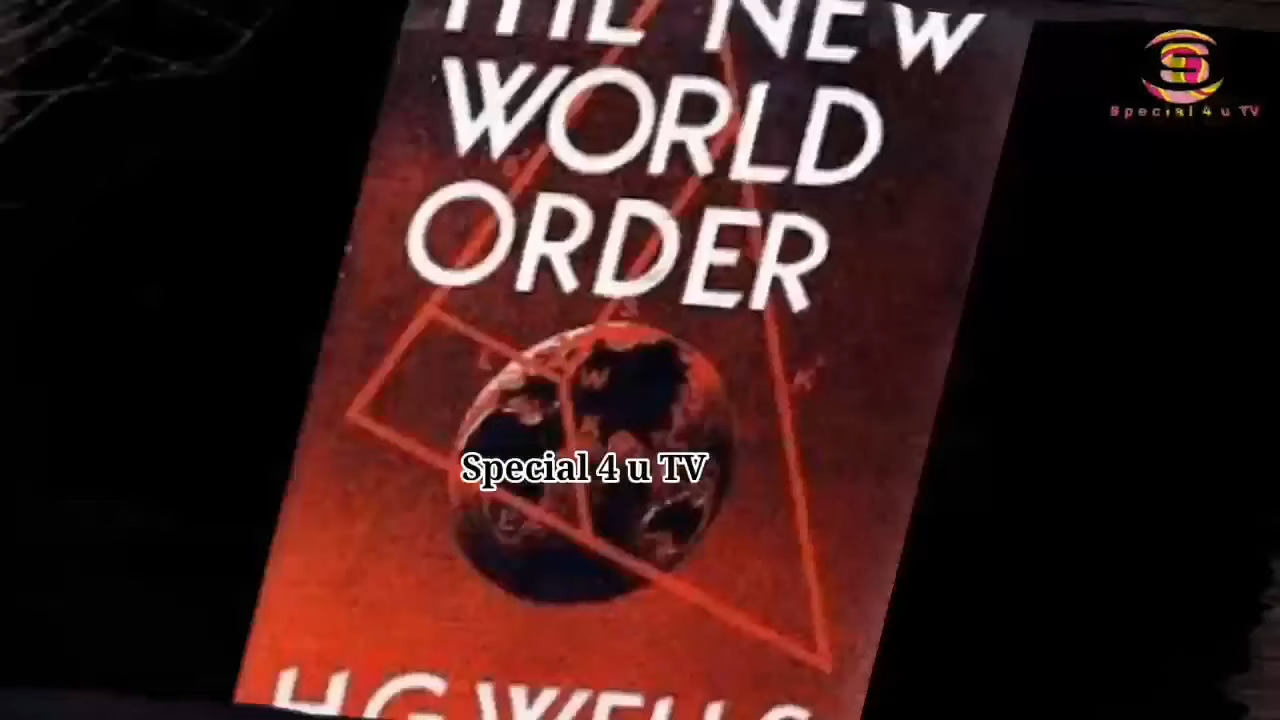 THE NEW
WORLD
ORDER
Special 4 u TV
H.G. WELLS
Special 4 u TV